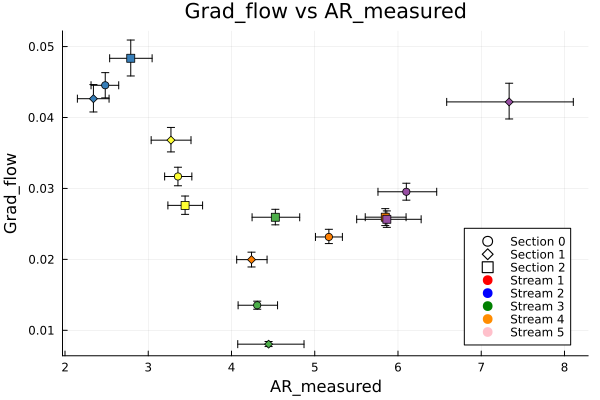 Grad_flow vs AR_measured
0.05
0.04
0.03
0.02
0.01
Grad_flow
2 3 4 5 6 7 8
AR_measured
Section 0
Section 1
Section 2
Stream 1
Stream 2
Stream 3
Stream 4
Stream 5